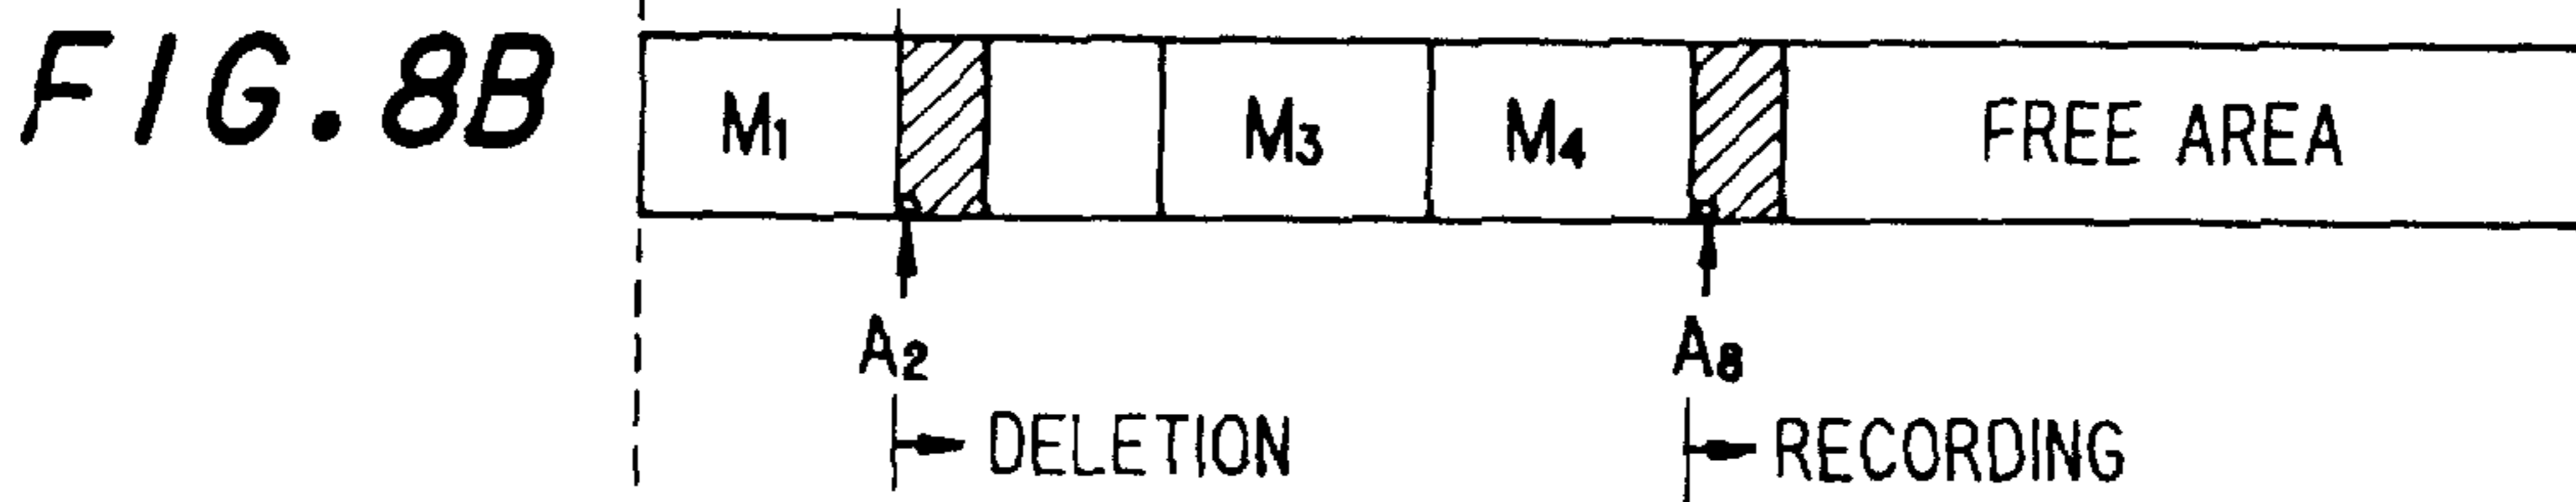 FIG. 8B
M1 M3 M4 FREE AREA
A2 A8
DELETION RECORDING